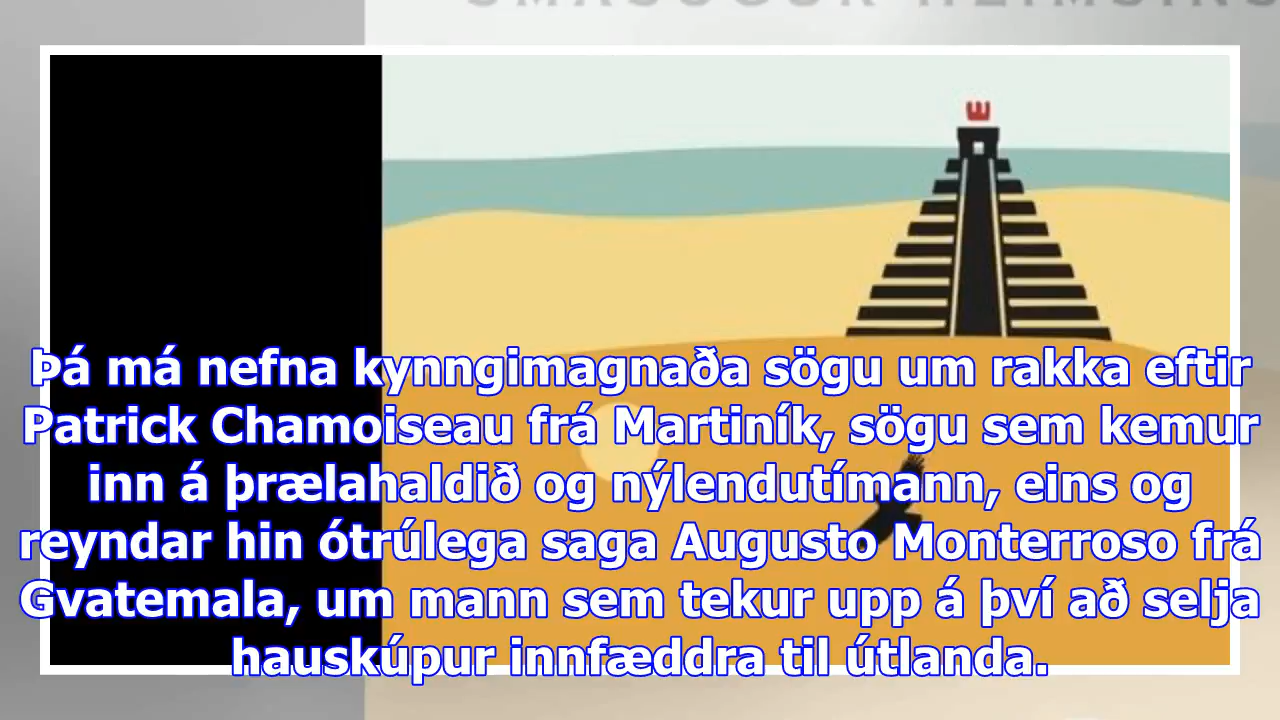 SMÁSÖGUR HEIMSINS
Þá má nefna kynngimagnaða sögu um rakka eftir
Patrick Chamoiseau frá Martiník, sögu sem kemur
inn á þrælahaldið og nýlendutímann, eins og
reyndar hin ótrúlega saga Augusto Monterroso frá
Gvatemala, um mann sem tekur upp á því að selja
hauskúpur innfæddra til útlanda.